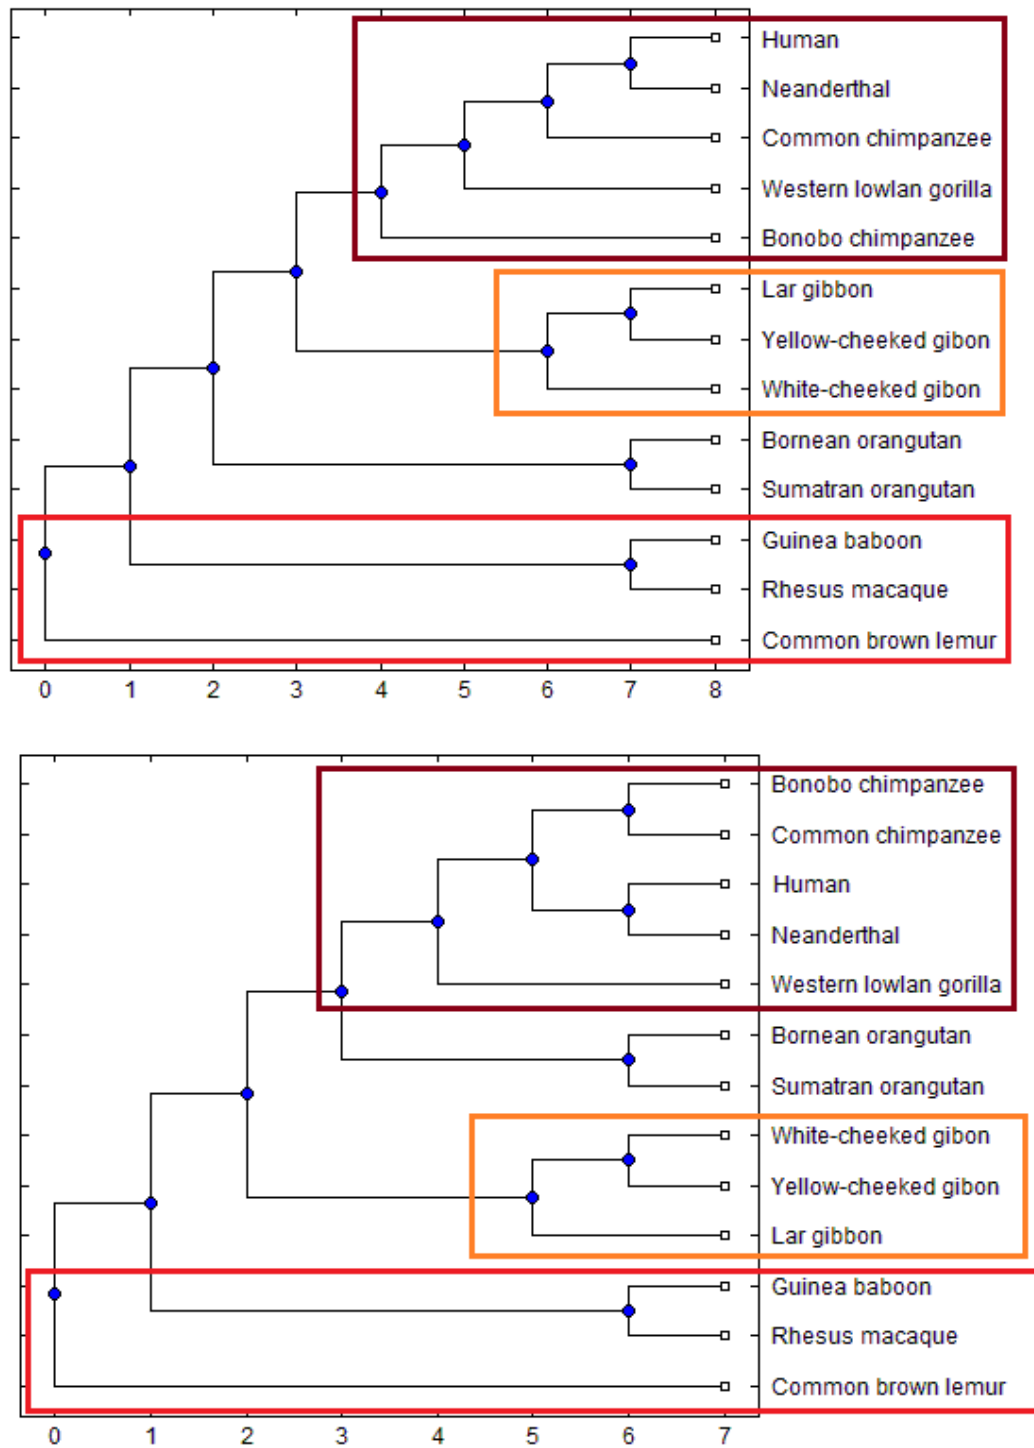 Human
Neanderthal
Common chimpanzee
Western lowlan gorilla
Bonobo chimpanzee
Lar gibbon
Yellow-cheeked gibon
White-cheeked gibon
Bornean orangutan
Sumatran orangutan
Guinea baboon
Rhesus macaque
Common brown lemur
0 1 2 3 4 5 6 7 8
Bonobo chimpanzee
Common chimpanzee
Human
Neanderthal
Western lowlan gorilla
Bornean orangutan
Sumatran orangutan
White-cheeked gibon
Yellow-cheeked gibon
Lar gibbon
Guinea baboon
Rhesus macaque
Common brown lemur
0 1 2 3 4 5 6 7